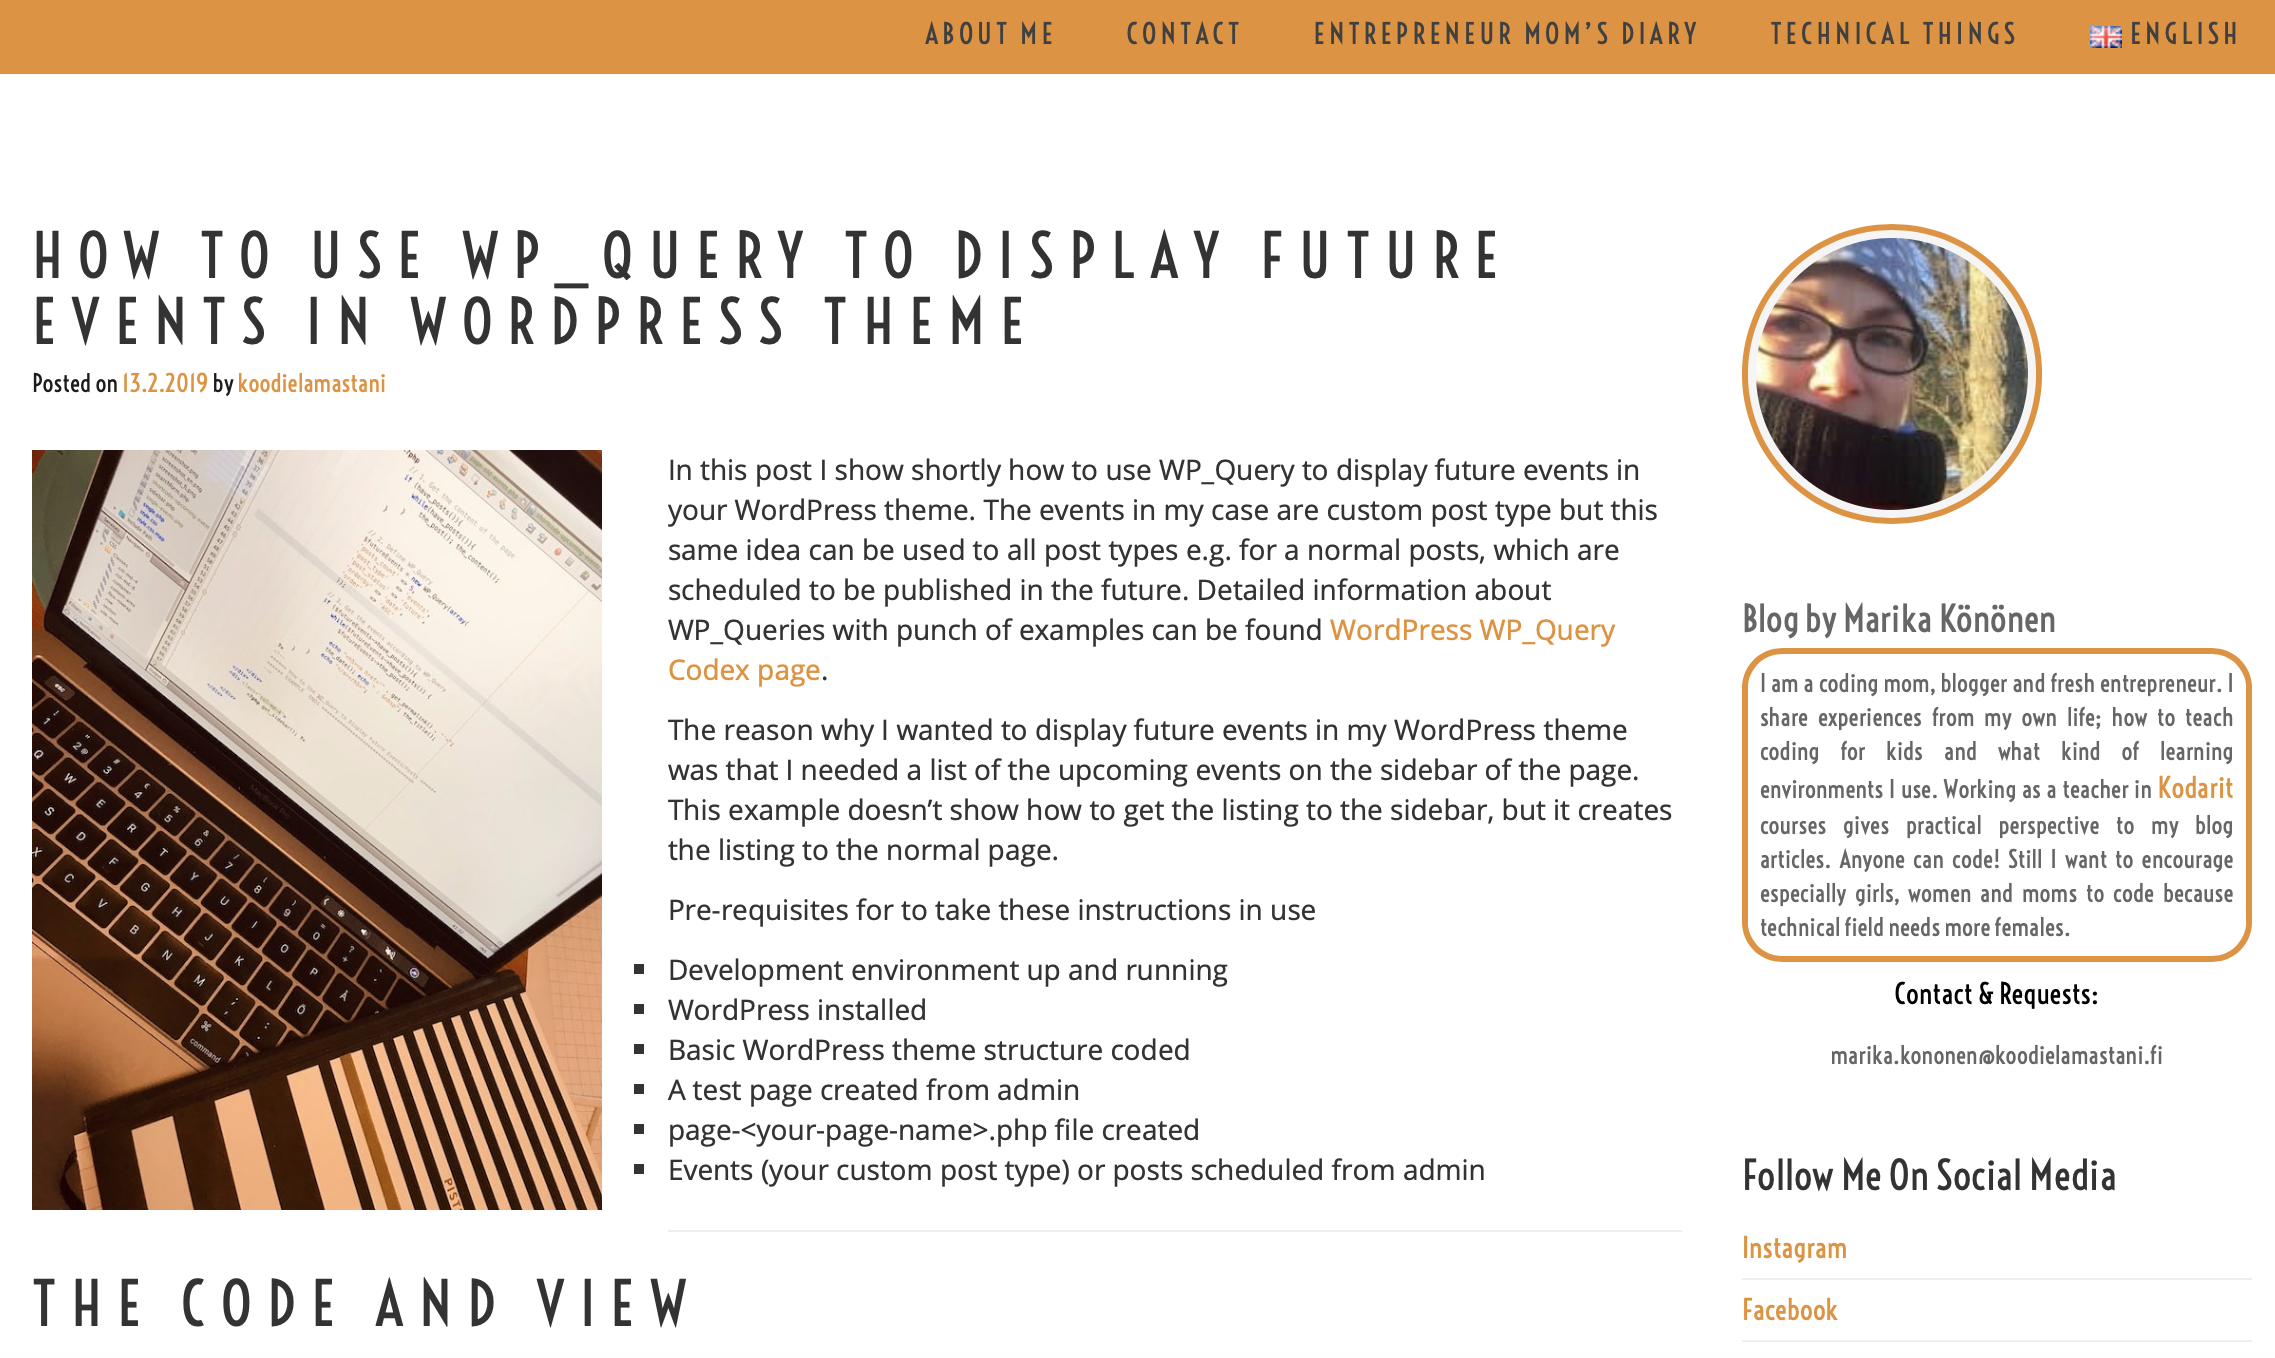 ABOUT ME CONTACT ENTREPRENEUR MOM’S DIARY TECHNICAL THINGS ENGLISH
HOW TO USE WP_QUERY TO DISPLAY FUTURE
EVENTS IN WORDPRESS THEME
Posted on 13.2.2019 by koodielamastani
In this post I show shortly how to use WP_Query to display future events in
your WordPress theme. The events in my case are custom post type but this
same idea can be used to all post types e.g. for a normal posts, which are
scheduled to be published in the future. Detailed information about
WP_Queries with punch of examples can be found WordPress WP_Query
Codex page.
The reason why I wanted to display future events in my WordPress theme
was that I needed a list of the upcoming events on the sidebar of the page.
This example doesn’t show how to get the listing to the sidebar, but it creates
the listing to the normal page.
Pre-requisites for to take these instructions in use
Development environment up and running
WordPress installed
Basic WordPress theme structure coded
A test page created from admin
page-<your-page-name>.php file created
Events (your custom post type) or posts scheduled from admin
THE CODE AND VIEW
Blog by Marika Könönen
I am a coding mom, blogger and fresh entrepreneur. I
share experiences from my own life; how to teach
coding for kids and what kind of learning
environments I use. Working as a teacher in Kodarit
courses gives practical perspective to my blog
articles. Anyone can code! Still I want to encourage
especially girls, women and moms to code because
technical field needs more females.
Contact & Requests:
marika.kononen@koodielamastani.fi
Follow Me On Social Media
Instagram
Facebook